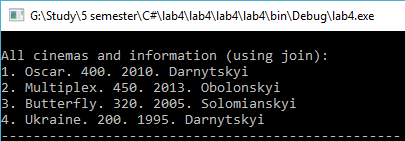 G:\Study\5 semester\C#\lab4\lab4\lab4\lab4\bin\Debug\lab4.exe
All cinemas and information (using join):
1. Oscar. 400. 2010. Darnytskyi
2. Multiplex. 450. 2013. Obolonskyi
3. Butterfly. 320. 2005. Solomianskyi
4. Ukraine. 200. 1995. Darnytskyi
--------------------------------------------------